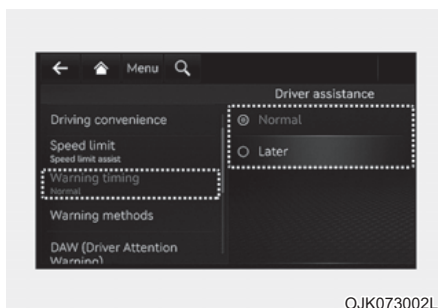 Menu
Driver assistance
Driving convenience
Speed limit
Speed limit assist
Warning timing
Normal
Warning methods
DAW (Driver Attention
Warning)
Normal
Later
OJK073002L